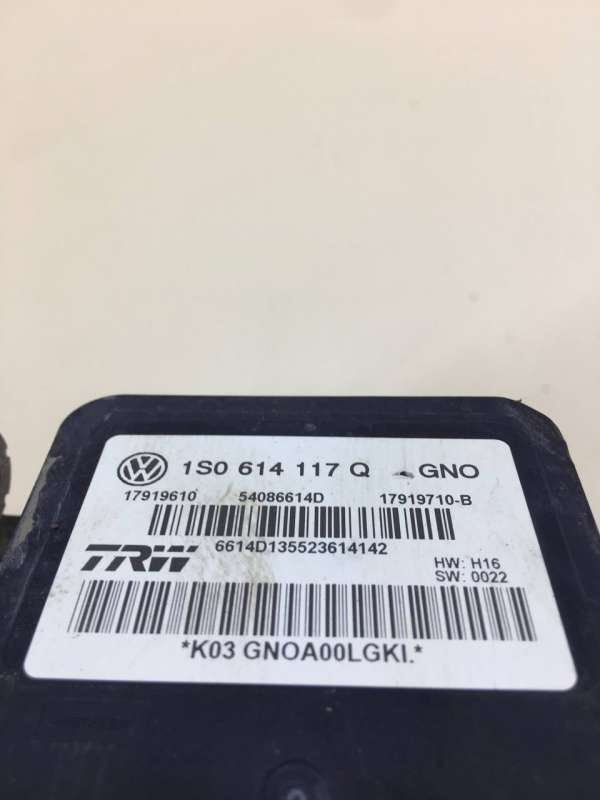 1S0 614 117 Q GNO
17919610 54086614D 17919710-B
6614D135523614142
TRW
HW: H16
SW: 0022
*K03 GNOA00LGKI.*